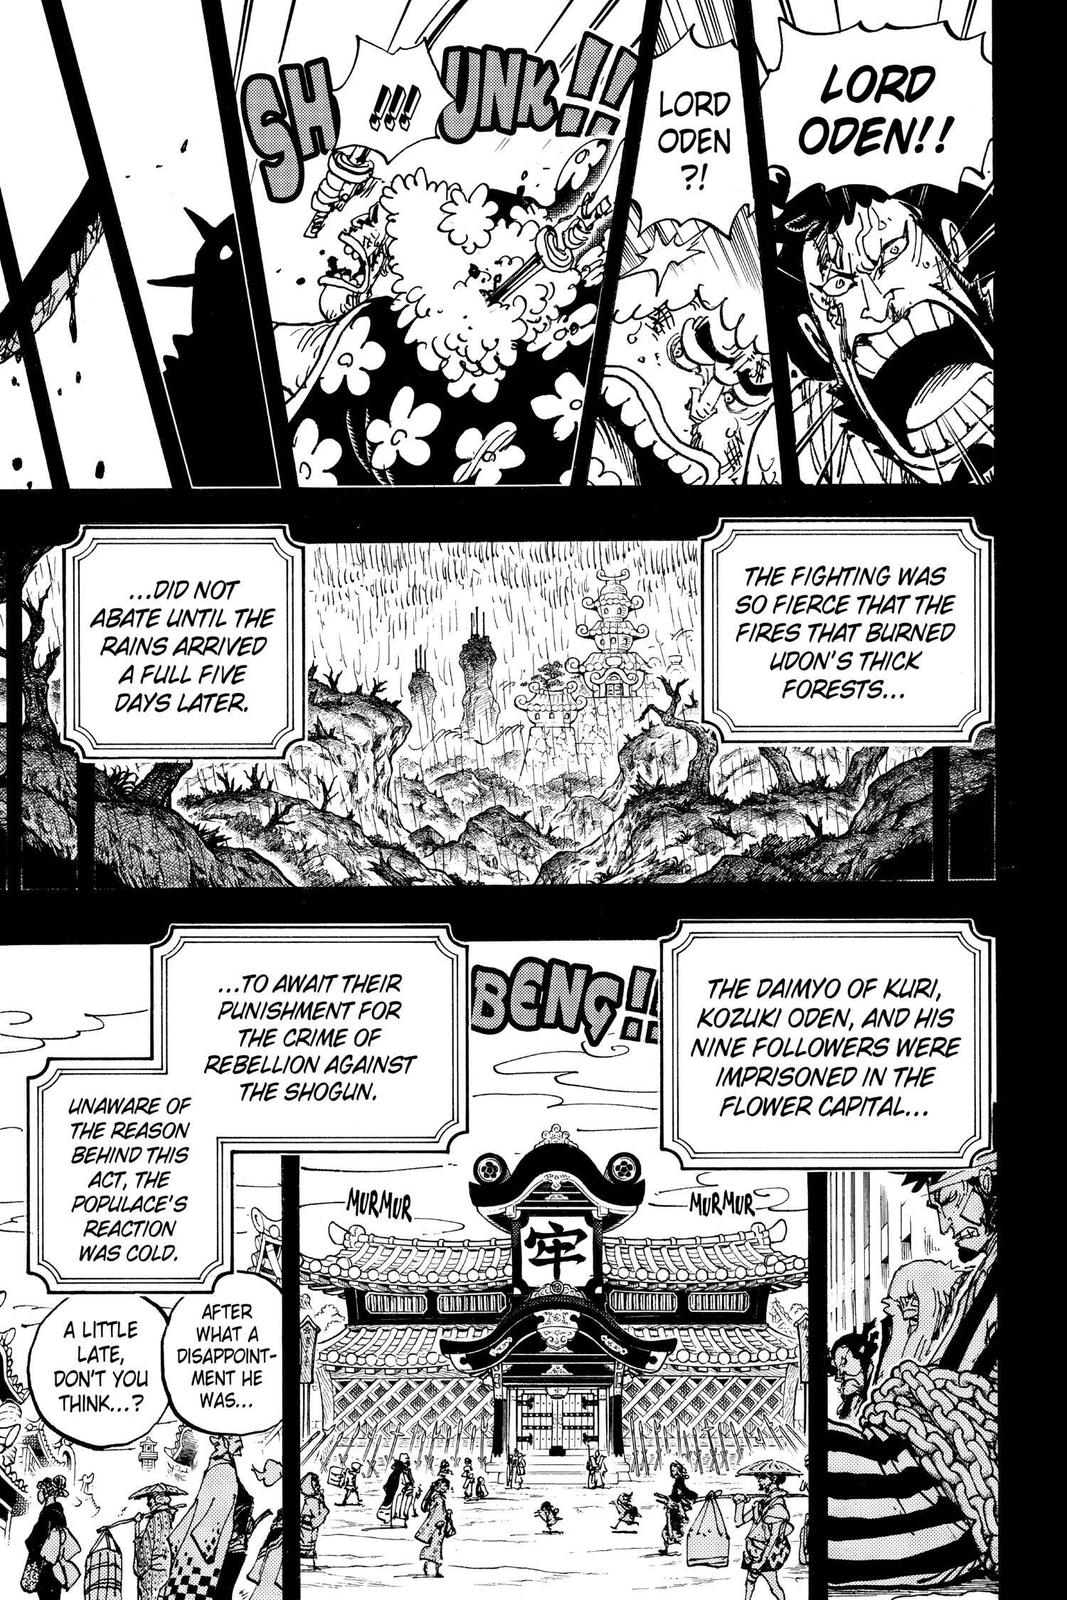 LORD
ODEN!!
LORD
ODEN
?!
!!!
SHUNK!!
THE FIGHTING WAS
SO FIERCE THAT THE
FIRES THAT BURNED
UDON'S THICK
FORESTS...
...DID NOT
ABATE UNTIL THE
RAINS ARRIVED
A FULL FIVE
DAYS LATER.
THE DAIMYO OF KURI,
KOZUKI ODEN, AND HIS
NINE FOLLOWERS WERE
IMPRISONED IN THE
FLOWER CAPITAL...
BENG!!
...TO AWAIT THEIR
PUNISHMENT FOR
THE CRIME OF
REBELLION AGAINST
THE SHOGUN.
UNAWARE OF
THE REASON
BEHIND THIS
ACT, THE
POPULACE'S
REACTION
WAS COLD.
MURMUR
MURMUR
牢
AFTER
WHAT A
DISAPPOINT-
MENT HE
WAS...
A LITTLE
LATE,
DON'T YOU
THINK...?